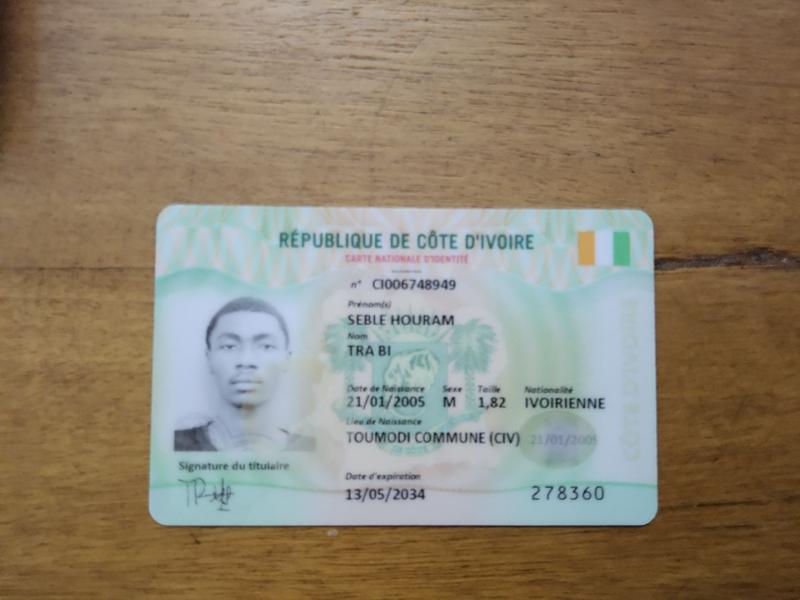 RÉPUBLIQUE DE CÔTE D'IVOIRE
CARTE NATIONALE D'IDENTITÉ
n° CI006748949
Prénom(s)
SEBLE HOURAM
Nom
TRA BI
Date de Naissance Sexe Taille Nationalité
21/01/2005 M 1,82 IVOIRIENNE
Lieu de Naissance
TOUMODI COMMUNE (CIV)
21/01/2005
Signature du titulaire
Date d'expiration
13/05/2034
278360
CÔTE D'IVOIRE